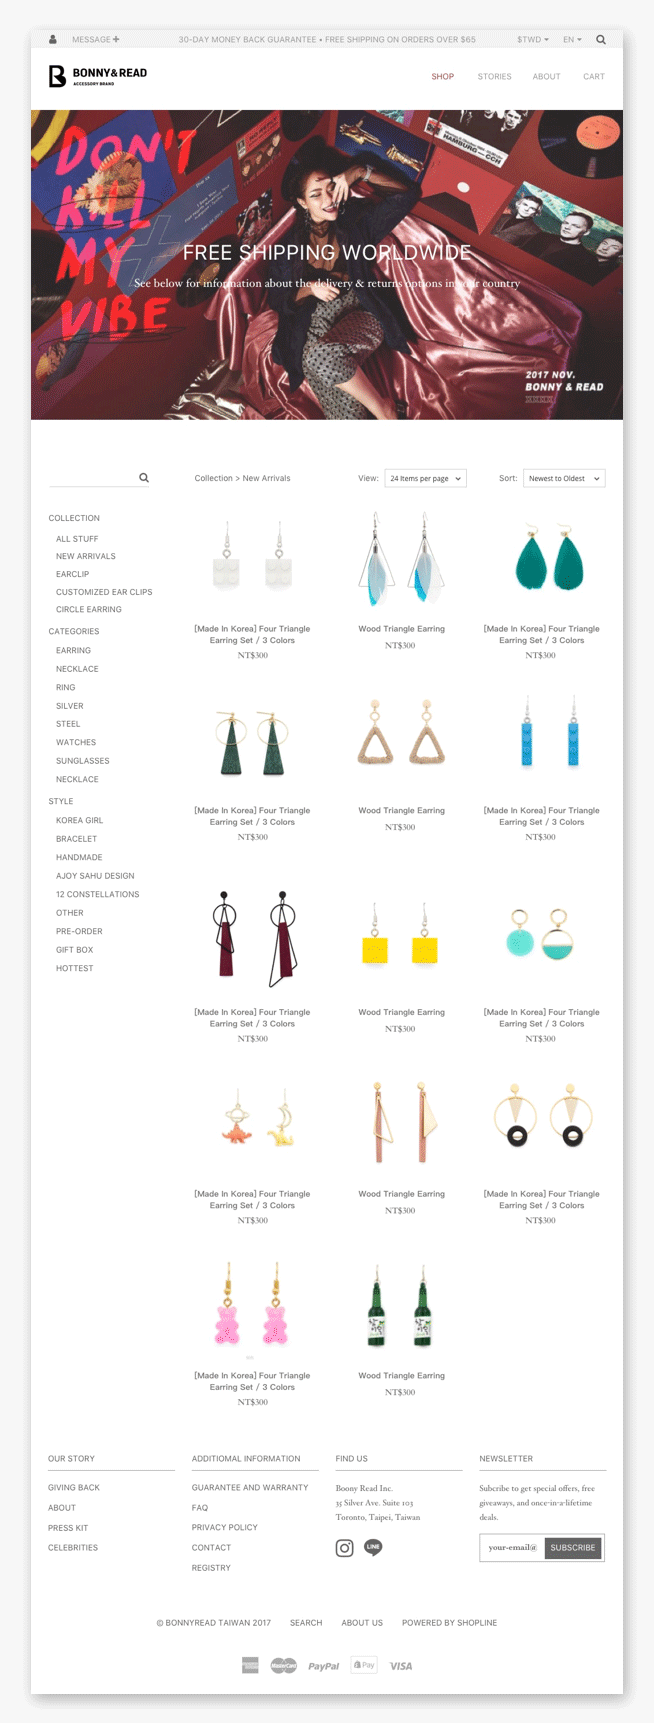 MESSAGE
30-DAY MONEY BACK GUARANTEE • FREE SHIPPING ON ORDERS OVER $65
$TWD
EN
BONNY&READ
ACCESSORY BRAND
SHOP
STORIES
ABOUT
CART
DON'T
KILL
MY
VIBE
HAMBURG-CCH
FREE SHIPPING WORLDWIDE
See below for information about the delivery & returns options in your country
2017 NOV.
BONNY & READ
Collection > New Arrivals
View:
24 Items per page
Sort:
Newest to Oldest
COLLECTION
ALL STUFF
NEW ARRIVALS
EARCLIP
CUSTOMIZED EAR CLIPS
CIRCLE EARRING
CATEGORIES
EARRING
NECKLACE
RING
SILVER
STEEL
WATCHES
SUNGLASSES
NECKLACE
STYLE
KOREA GIRL
BRACELET
HANDMADE
AJOY SAHU DESIGN
12 CONSTELLATIONS
OTHER
PRE-ORDER
GIFT BOX
HOTTEST
[Made In Korea] Four Triangle
Earring Set / 3 Colors
NT$300
Wood Triangle Earring
NT$300
[Made In Korea] Four Triangle
Earring Set / 3 Colors
NT$300
[Made In Korea] Four Triangle
Earring Set / 3 Colors
NT$300
Wood Triangle Earring
NT$300
[Made In Korea] Four Triangle
Earring Set / 3 Colors
NT$300
[Made In Korea] Four Triangle
Earring Set / 3 Colors
NT$300
Wood Triangle Earring
NT$300
[Made In Korea] Four Triangle
Earring Set / 3 Colors
NT$300
[Made In Korea] Four Triangle
Earring Set / 3 Colors
NT$300
Wood Triangle Earring
NT$300
[Made In Korea] Four Triangle
Earring Set / 3 Colors
NT$300
[Made In Korea] Four Triangle
Earring Set / 3 Colors
NT$300
Wood Triangle Earring
NT$300
OUR STORY
GIVING BACK
ABOUT
PRESS KIT
CELEBRITIES
ADDITIOMAL INFORMATION
GUARANTEE AND WARRANTY
FAQ
PRIVACY POLICY
CONTACT
REGISTRY
FIND US
Boony Read Inc.
35 Silver Ave. Suite 103
Toronto, Taipei, Taiwan
LINE
NEWSLETTER
Subcribe to get special offers, free
giveaways, and once-in-a-lifetime
deals.
your-email@
SUBSCRIBE
© BONNYREAD TAIWAN 2017
SEARCH
ABOUT US
POWERED BY SHOPLINE
MasterCard
PayPal
Pay
VISA